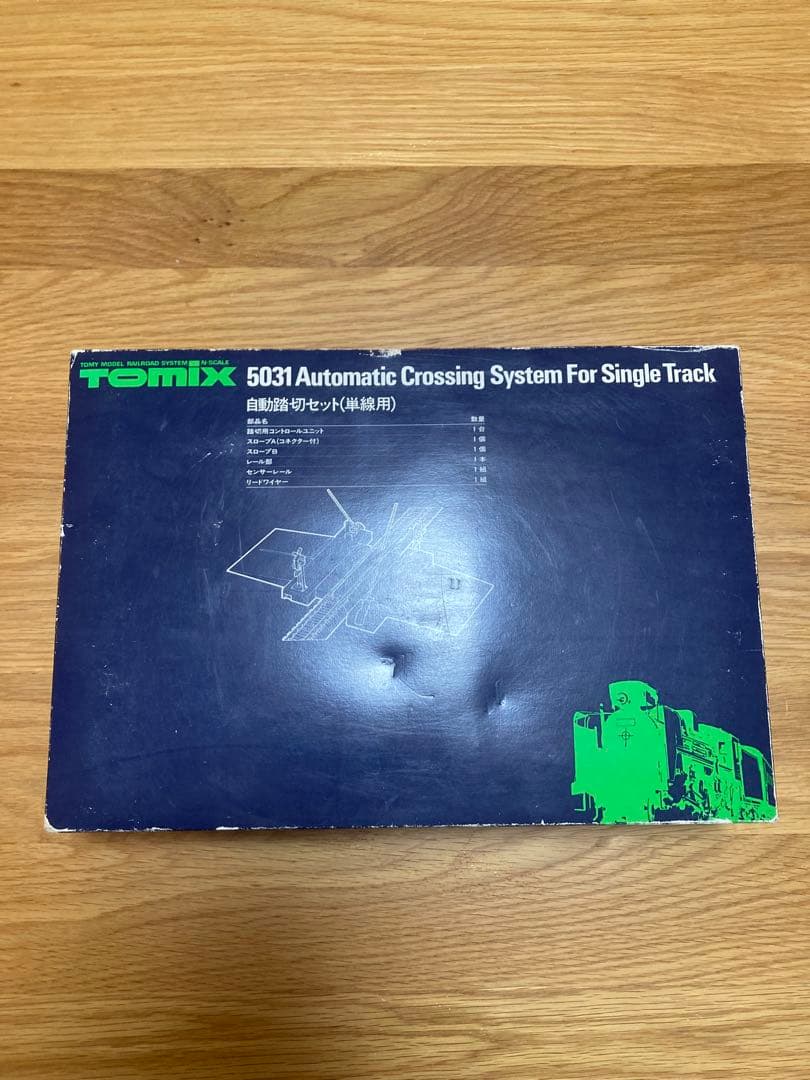 TOMY MODEL RAILROAD SYSTEM N-SCALE
TOMIX
5031 Automatic Crossing System For Single Track
自動踏切セット(単線用)
部品名 数量
踏切用コントロールユニット 1台
スロープA(コネクター付) 1個
スロープB 1個
レール部 1本
センサーレール 1組
リードワイヤー 1組